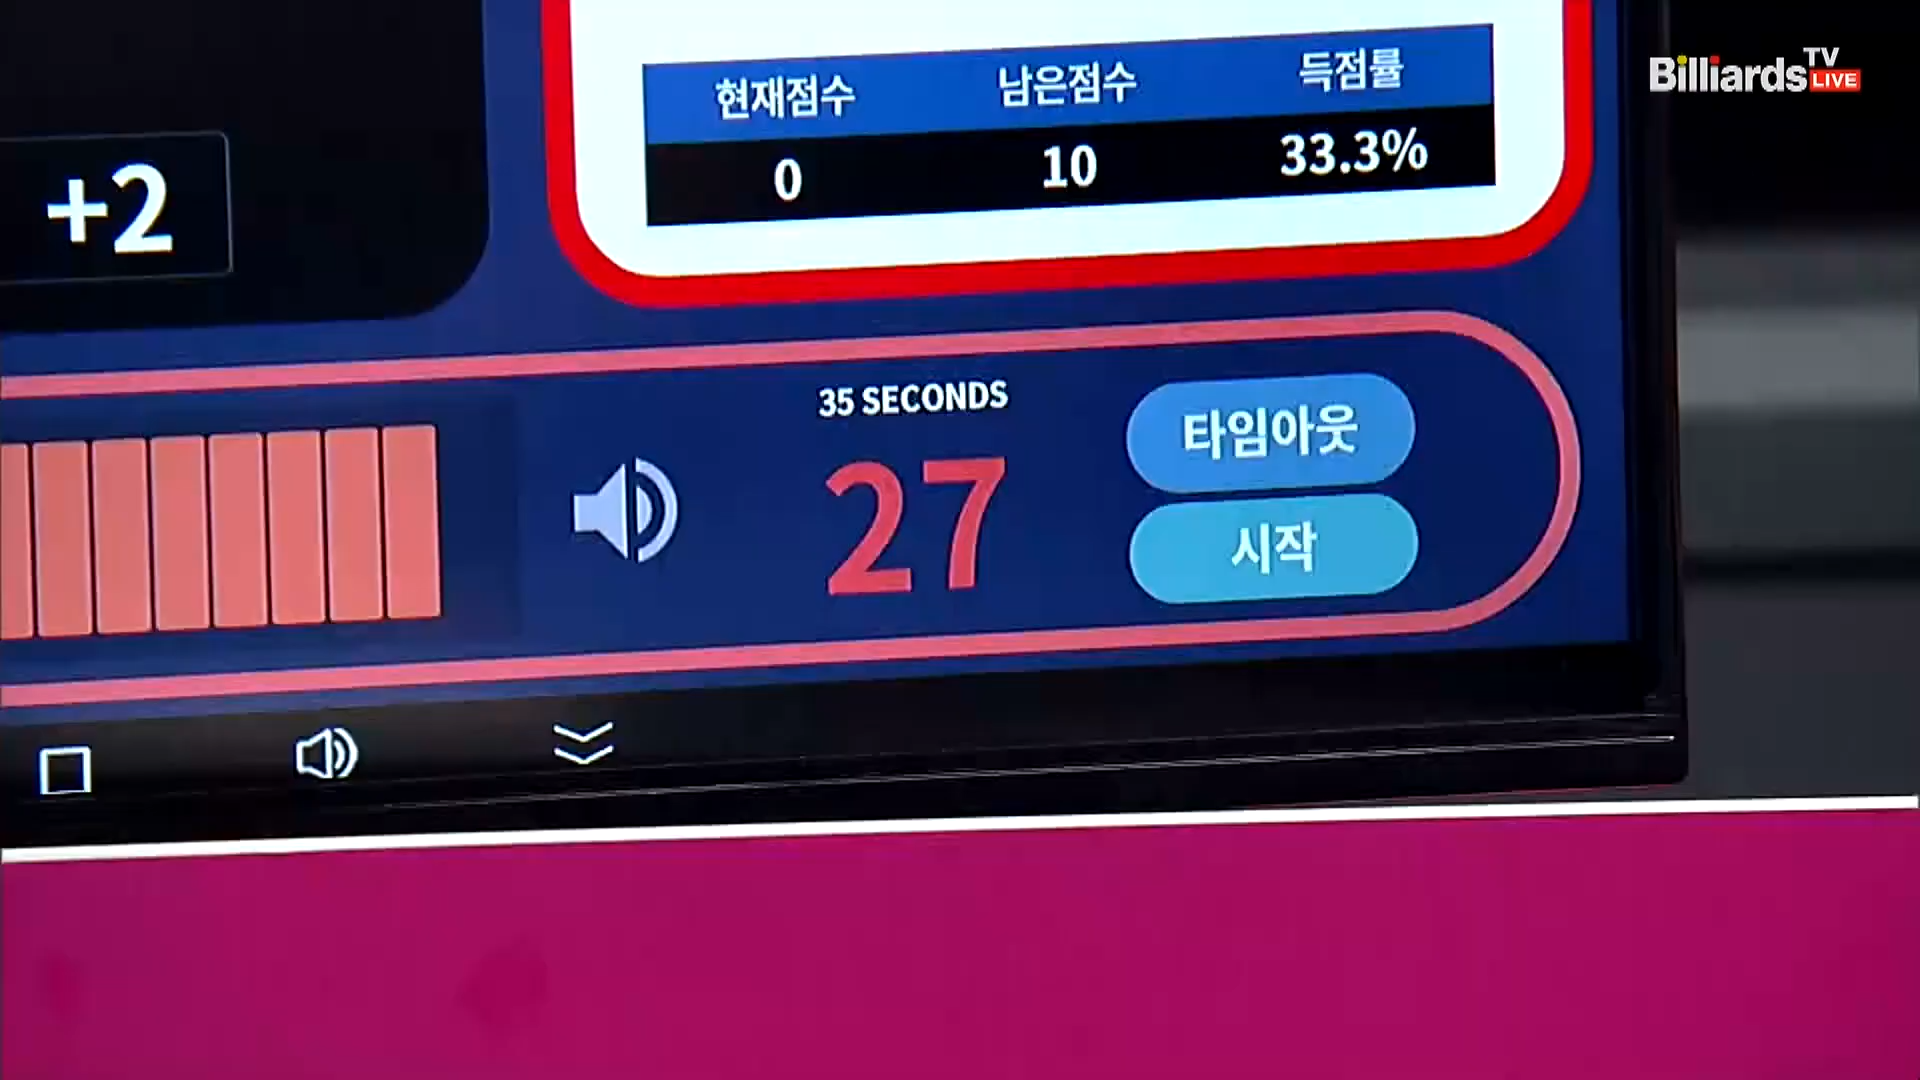 Billiards TV LIVE
현재점수 남은점수 득점률
0 10 33.3%
+2
35 SECONDS
27
타임아웃
시작